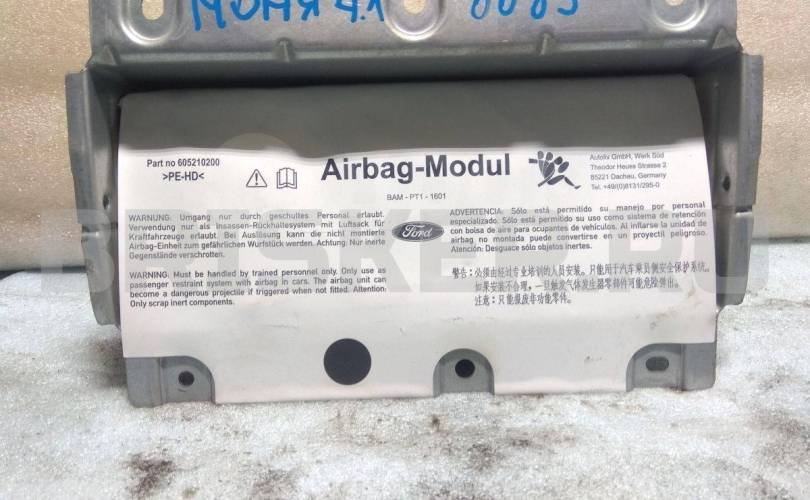 Part no 605210200
>PE-HD<
Airbag-Modul
BAM - PT1 - 1601
Autoliv GmbH, Werk Süd
Theodor Heuss Strasse 2
85221 Dachau, Germany
Tel. +49/(0)8131/295-0
WARNUNG: Umgang nur durch geschultes Personal erlaubt.
Verwendung nur als Insassen-Rückhaltesystem mit Luftsack für
Kraftfahrzeuge erlaubt. Bei Auslösung kann die nicht montierte
Airbag-Einheit zum gefährlichen Wurfstück werden. Achtung: Nur inerte
Gegenstände verschrotten.
WARNING: Must be handled by trained personnel only. Only use as
passenger restraint system with airbag in cars. The airbag unit can
become a dangerous projectile if triggered when not fitted. Attention:
Only scrap inert components.
Ford
ADVERTENCIA: Sólo está permitido su manejo por personal
especializado. Sólo está permitido su uso como sistema de retención
con bolsa de aire para ocupantes de vehículos. Al inflarse la unidad de
airbag no montada puede convertirse en un proyectil peligroso.
Atención: Desguace sólo objetos inertes.
警告: 必须由经过专业培训的人员安装。只能用于汽车乘员侧安全保护系统。
如果安装不合理，一旦触发气体发生器零部件可能危险弹出。
注意: 只能报废非功能零件。